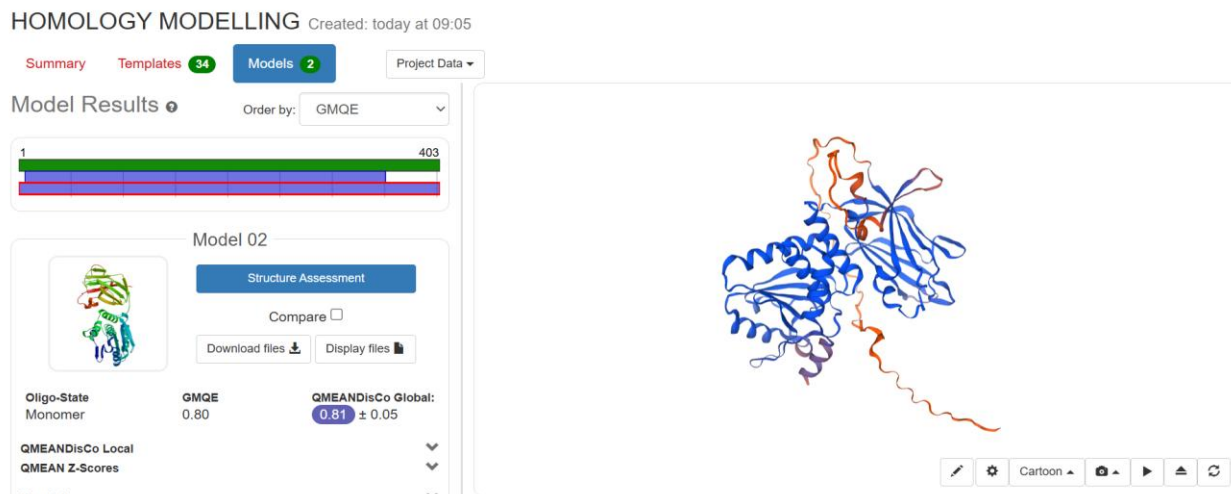 HOMOLOGY MODELLING Created: today at 09:05
Summary Templates 34 Models 2 Project Data
Model Results
Order by: GMQE
1 403
Model 02
Structure Assessment
Compare
Download files Display files
Oligo-State GMQE QMEANDisCo Global:
Monomer 0.80 0.81 ± 0.05
QMEANDisCo Local
QMEAN Z-Scores
Cartoon